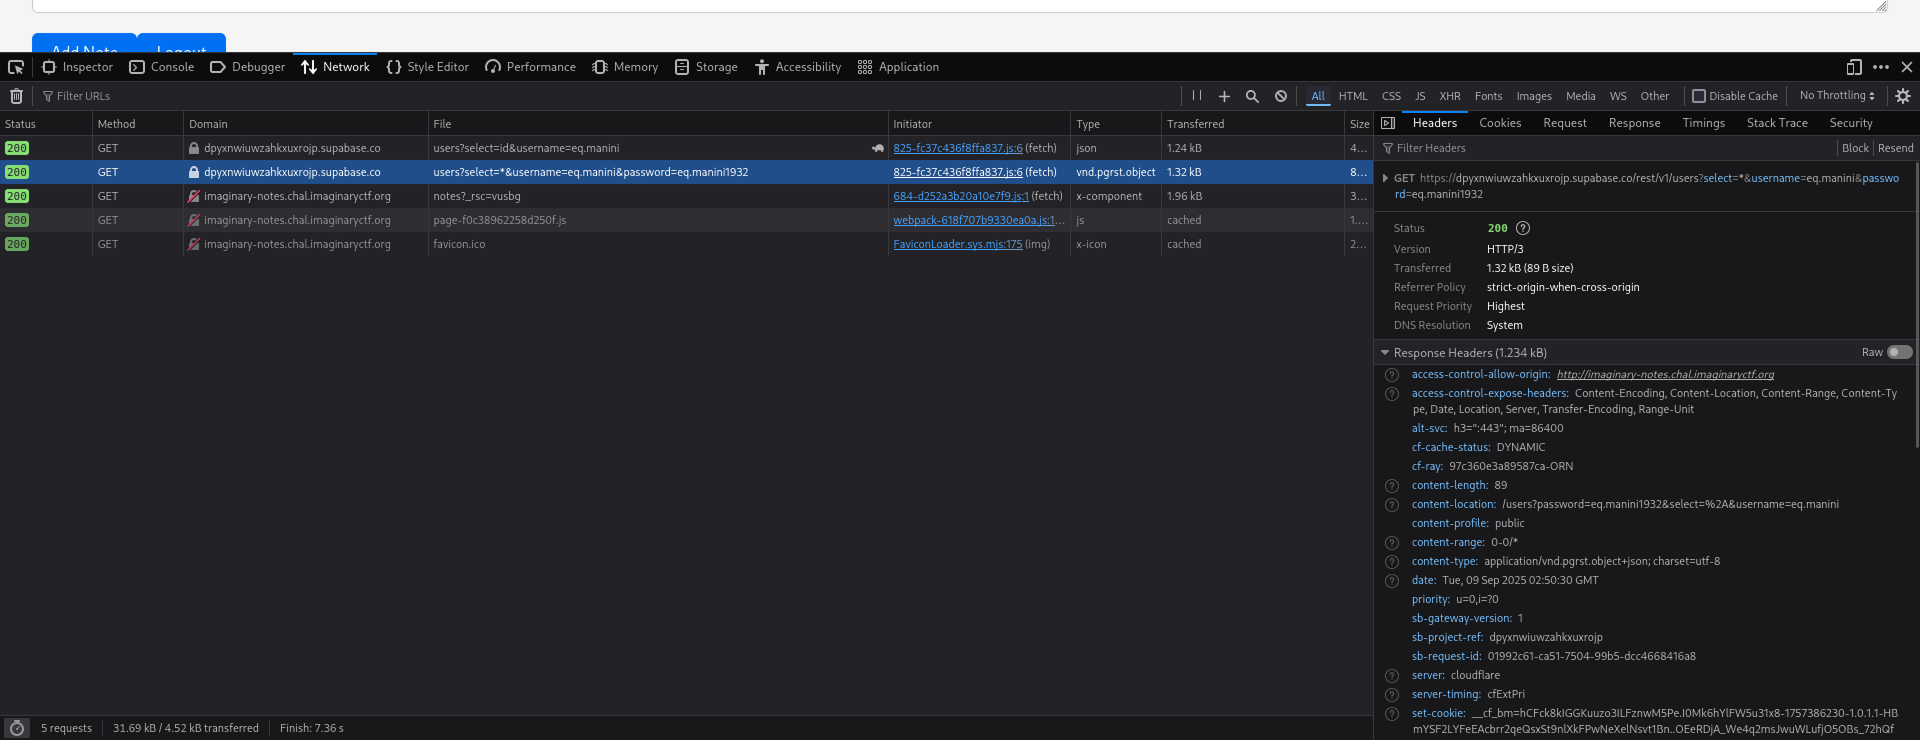 Add Note Logout
Inspector Console Debugger Network Style Editor Performance Memory Storage Accessibility Application
Filter URLs All HTML CSS JS XHR Fonts Images Media WS Other Disable Cache No Throttling
Status Method Domain File Initiator Type Transferred Size
200 GET dpyxnwiuwzahkxuxrojp.supabase.co users?select=id&username=eq.manini 825-fc37c436f8ffa837.js:6 (fetch) json 1.24 kB 4…
200 GET dpyxnwiuwzahkxuxrojp.supabase.co users?select=*&username=eq.manini&password=eq.manini1932 825-fc37c436f8ffa837.js:6 (fetch) vnd.pgrst.object 1.32 kB 8…
200 GET imaginary-notes.chal.imaginaryctf.org notes?_rsc=vusbg 684-d252a3b20a10e7f9.js:1 (fetch) x-component 1.96 kB 3…
200 GET imaginary-notes.chal.imaginaryctf.org page-f0c38962258d250f.js webpack-618f707b9330ea0a.js:1… js cached 1.…
200 GET imaginary-notes.chal.imaginaryctf.org favicon.ico FaviconLoader.sys.mjs:175 (img) x-icon cached 2…
5 requests 31.69 kB / 4.52 kB transferred Finish: 7.36 s
Headers Cookies Request Response Timings Stack Trace Security
Filter Headers Block Resend
GET https://dpyxnwiuwzahkxuxrojp.supabase.co/rest/v1/users?select=*&username=eq.manini&passwo
rd=eq.manini1932
Status 200
Version HTTP/3
Transferred 1.32 kB (89 B size)
Referrer Policy strict-origin-when-cross-origin
Request Priority Highest
DNS Resolution System
Response Headers (1.234 kB) Raw
access-control-allow-origin: http://imaginary-notes.chal.imaginaryctf.org
access-control-expose-headers: Content-Encoding, Content-Location, Content-Range, Content-Ty
pe, Date, Location, Server, Transfer-Encoding, Range-Unit
alt-svc: h3=":443"; ma=86400
cf-cache-status: DYNAMIC
cf-ray: 97c360e3a89587ca-ORN
content-length: 89
content-location: /users?password=eq.manini1932&select=%2A&username=eq.manini
content-profile: public
content-range: 0-0/*
content-type: application/vnd.pgrst.object+json; charset=utf-8
date: Tue, 09 Sep 2025 02:50:30 GMT
priority: u=0,i=?0
sb-gateway-version: 1
sb-project-ref: dpyxnwiuwzahkxuxrojp
sb-request-id: 01992c61-ca51-7504-99b5-dcc4668416a8
server: cloudflare
server-timing: cfExtPri
set-cookie: __cf_bm=hCFck8kIGGKuuzo3ILFznwM5Pe.I0Mk6hYlFW5u31x8-1757386230-1.0.1.1-HB
mYSF2LYFeEAcbrr2qeQsxSt9nlXkFPwNeXelNsvt1Bn..OEeRDjA_We4q2msJwuWLufjO5OBs_72hQf